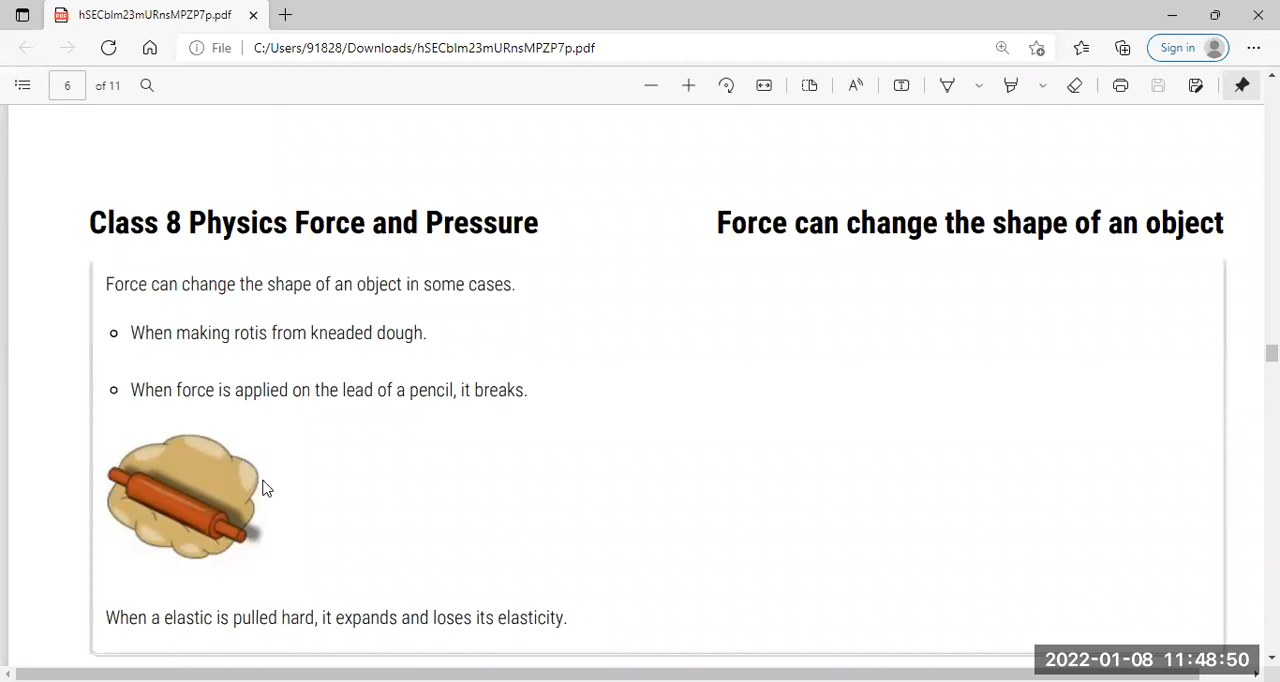 hSECblm23mURnsMPZP7p.pdf
File C:/Users/91828/Downloads/hSECblm23mURnsMPZP7p.pdf Sign in
6 of 11
Class 8 Physics Force and Pressure Force can change the shape of an object
Force can change the shape of an object in some cases.
When making rotis from kneaded dough.
When force is applied on the lead of a pencil, it breaks.
When a elastic is pulled hard, it expands and loses its elasticity.
2022-01-08 11:48:50